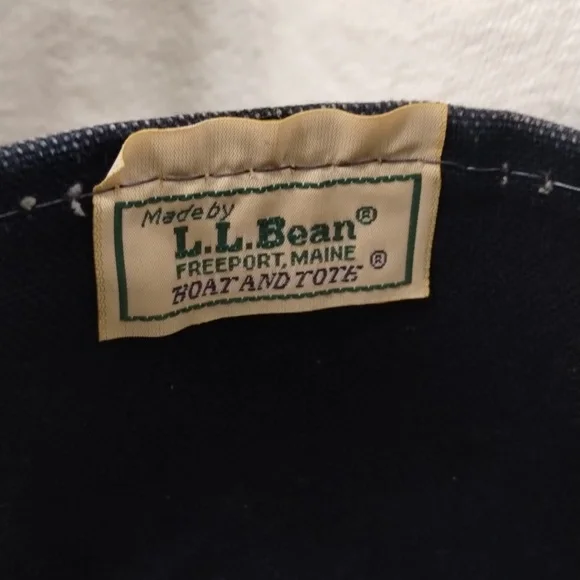 Made by
L.L.Bean®
FREEPORT, MAINE
BOAT AND TOTE ®